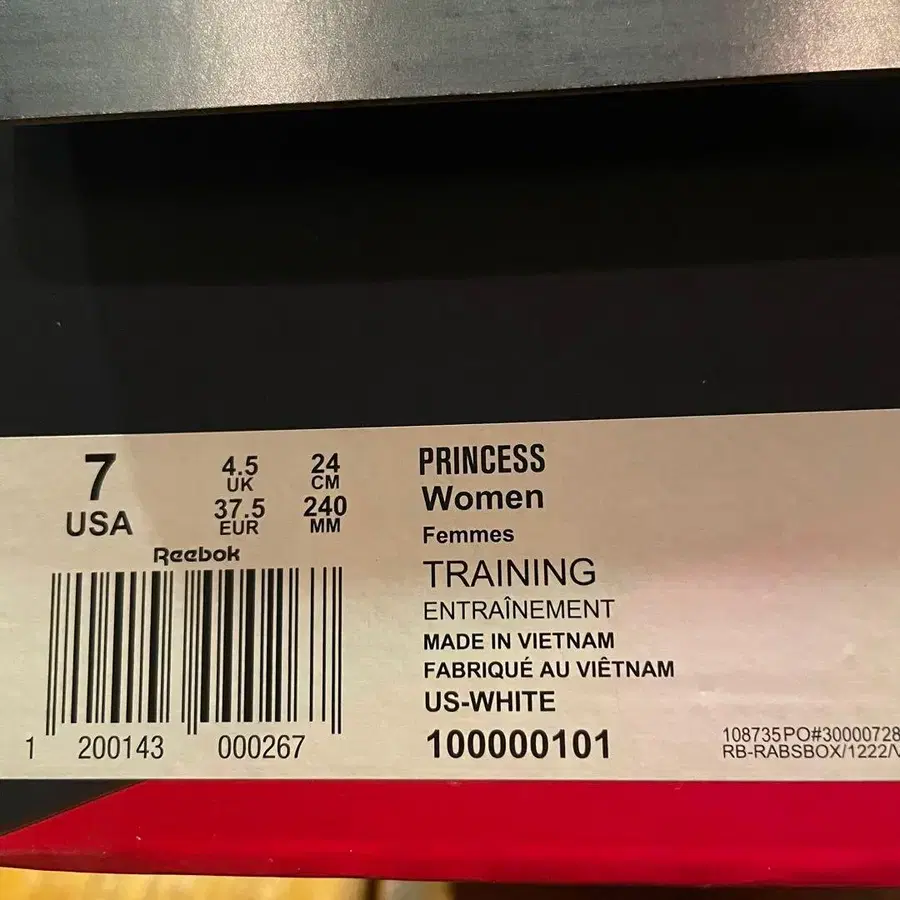 7
USA
4.5
UK
37.5
EUR
24
CM
240
MM
Reebok
1 200143 000267
PRINCESS
Women
Femmes
TRAINING
ENTRAÎNEMENT
MADE IN VIETNAM
FABRIQUÉ AU VIÊTNAM
US-WHITE
100000101
108735PO#30000728
RB-RABSBOX/1222/